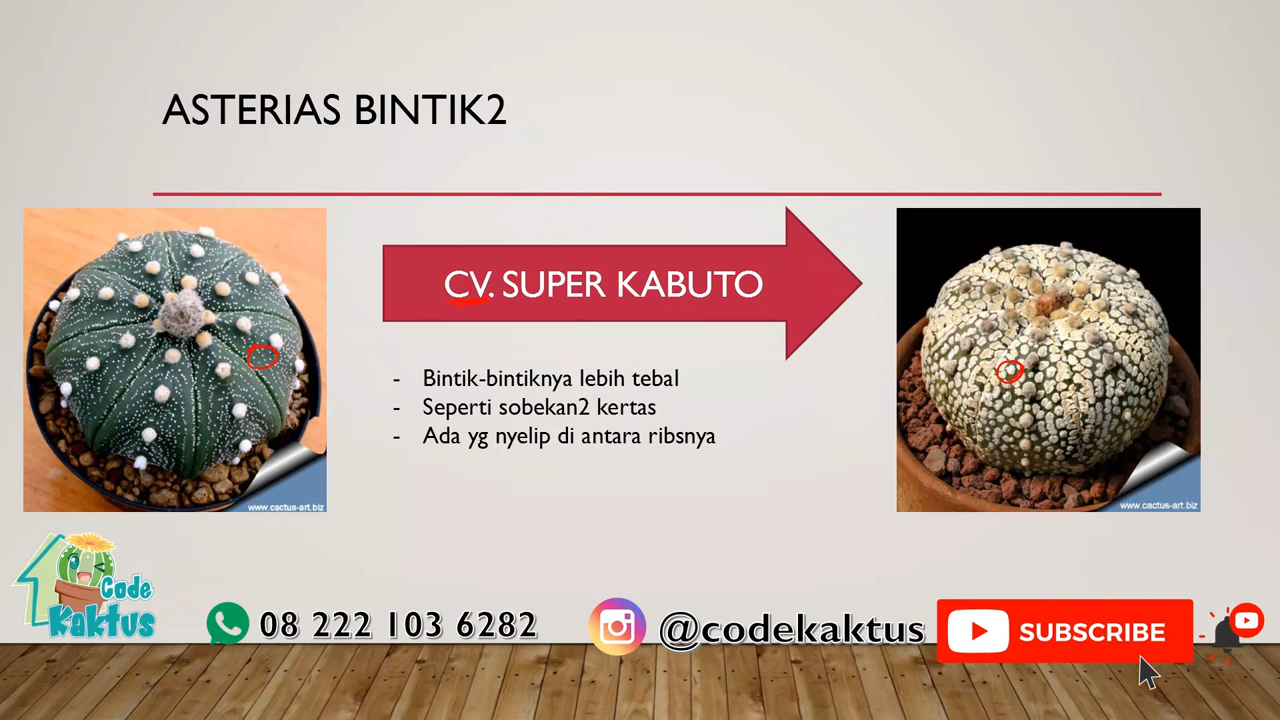 ASTERIAS BINTIK2
CV. SUPER KABUTO
- Bintik-bintiknya lebih tebal
- Seperti sobekan2 kertas
- Ada yg nyelip di antara ribsnya
www.cactus-art.biz
www.cactus-art.biz
Code
Kaktus
08 222 103 6282
@codekaktus
SUBSCRIBE